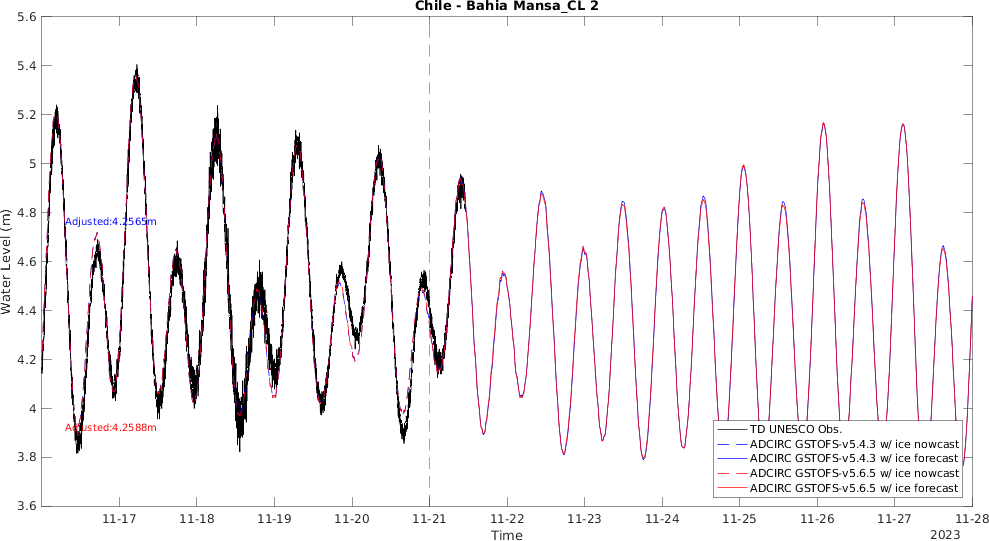 Chile - Bahia Mansa_CL 2
5.6
5.4
5.2
5
4.8
4.6
4.4
4.2
4
3.8
3.6
Water Level (m)
Adjusted:4.2565m
Adjusted:4.2588m
TD UNESCO Obs.
ADCIRC GSTOFS-v5.4.3 w/ ice nowcast
ADCIRC GSTOFS-v5.4.3 w/ ice forecast
ADCIRC GSTOFS-v5.6.5 w/ ice nowcast
ADCIRC GSTOFS-v5.6.5 w/ ice forecast
11-17 11-18 11-19 11-20 11-21 11-22 11-23 11-24 11-25 11-26 11-27 11-28
Time
2023